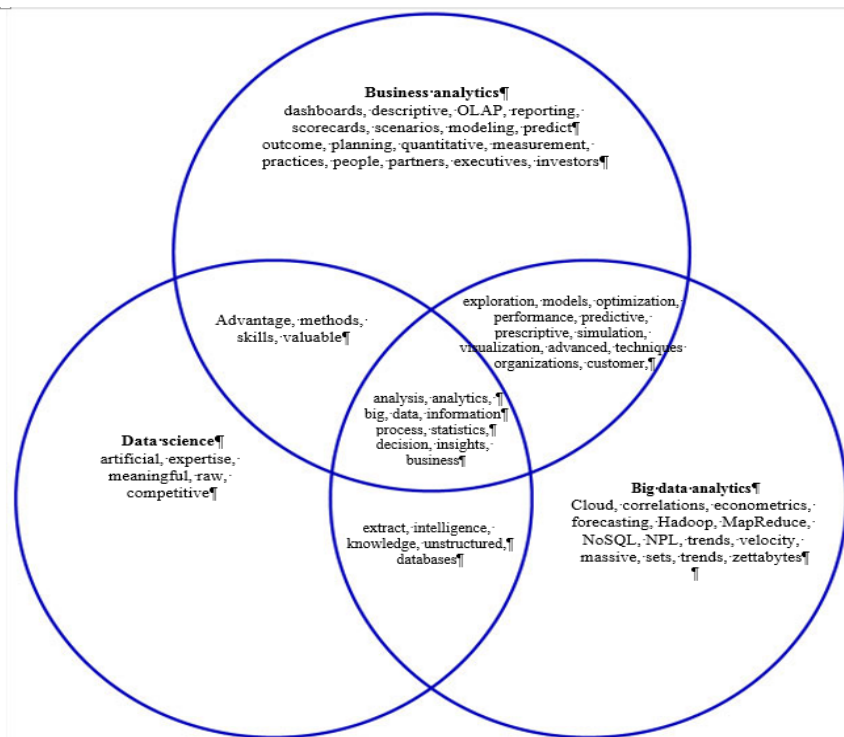 Business·analytics¶
dashboards,·descriptive,·OLAP,·reporting,·
scorecards,·scenarios,·modeling,·predict¶
outcome,·planning,·quantitative,·measurement,·
practices,·people,·partners,·executives,·investors¶
Advantage,·methods,·
skills,·valuable¶
exploration,·models,·optimization,·
performance,·predictive,·
prescriptive,·simulation,·
visualization,·advanced,·techniques·
organizations,·customer,¶
analysis,·analytics,·¶
big,·data,·information¶
process,·statistics,¶
decision,·insights,·
business¶
Data·science¶
artificial,·expertise,·
meaningful,·raw,·
competitive¶
extract,·intelligence,·
knowledge,·unstructured,¶
databases¶
Big·data·analytics¶
Cloud,·correlations,·econometrics,·
forecasting,·Hadoop,·MapReduce,·
NoSQL,·NPL,·trends,·velocity,·
massive,·sets,·trends,·zettabytes¶
¶